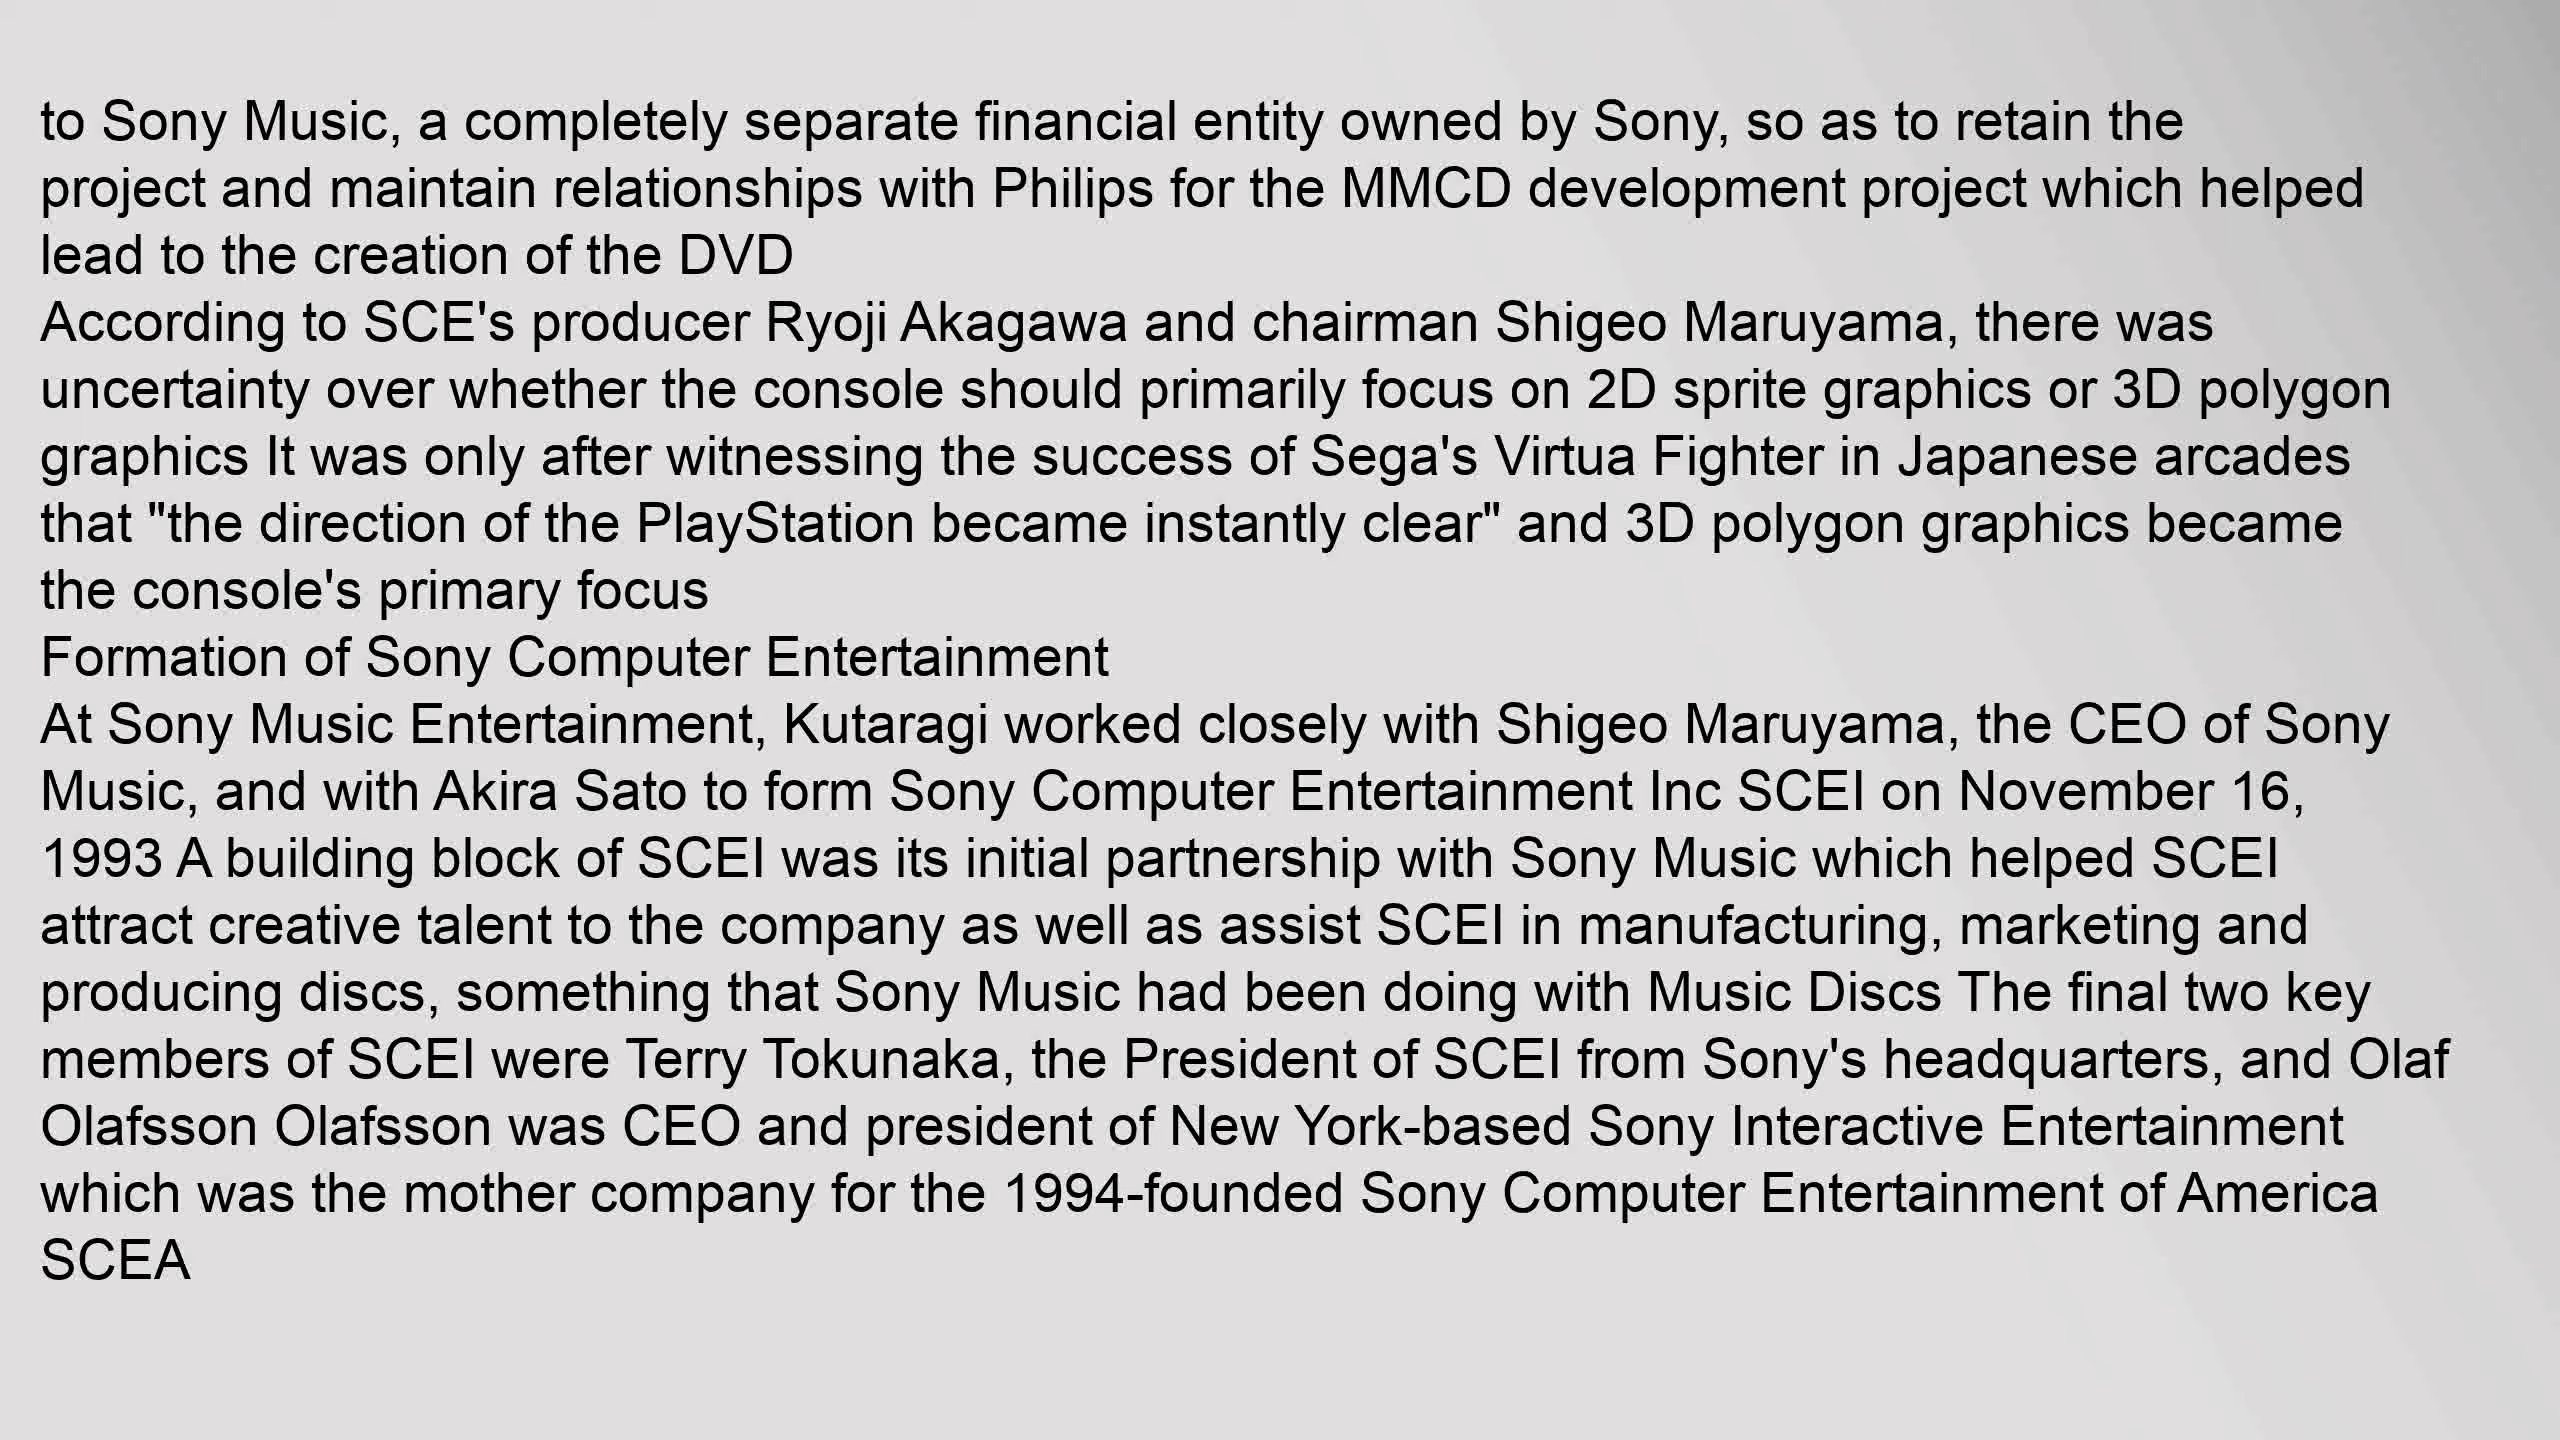 to Sony Music, a completely separate financial entity owned by Sony, so as to retain the
project and maintain relationships with Philips for the MMCD development project which helped
lead to the creation of the DVD
According to SCE's producer Ryoji Akagawa and chairman Shigeo Maruyama, there was
uncertainty over whether the console should primarily focus on 2D sprite graphics or 3D polygon
graphics It was only after witnessing the success of Sega's Virtua Fighter in Japanese arcades
that "the direction of the PlayStation became instantly clear" and 3D polygon graphics became
the console's primary focus
Formation of Sony Computer Entertainment
At Sony Music Entertainment, Kutaragi worked closely with Shigeo Maruyama, the CEO of Sony
Music, and with Akira Sato to form Sony Computer Entertainment Inc SCEI on November 16,
1993 A building block of SCEI was its initial partnership with Sony Music which helped SCEI
attract creative talent to the company as well as assist SCEI in manufacturing, marketing and
producing discs, something that Sony Music had been doing with Music Discs The final two key
members of SCEI were Terry Tokunaka, the President of SCEI from Sony's headquarters, and Olaf
Olafsson Olafsson was CEO and president of New York-based Sony Interactive Entertainment
which was the mother company for the 1994-founded Sony Computer Entertainment of America
SCEA